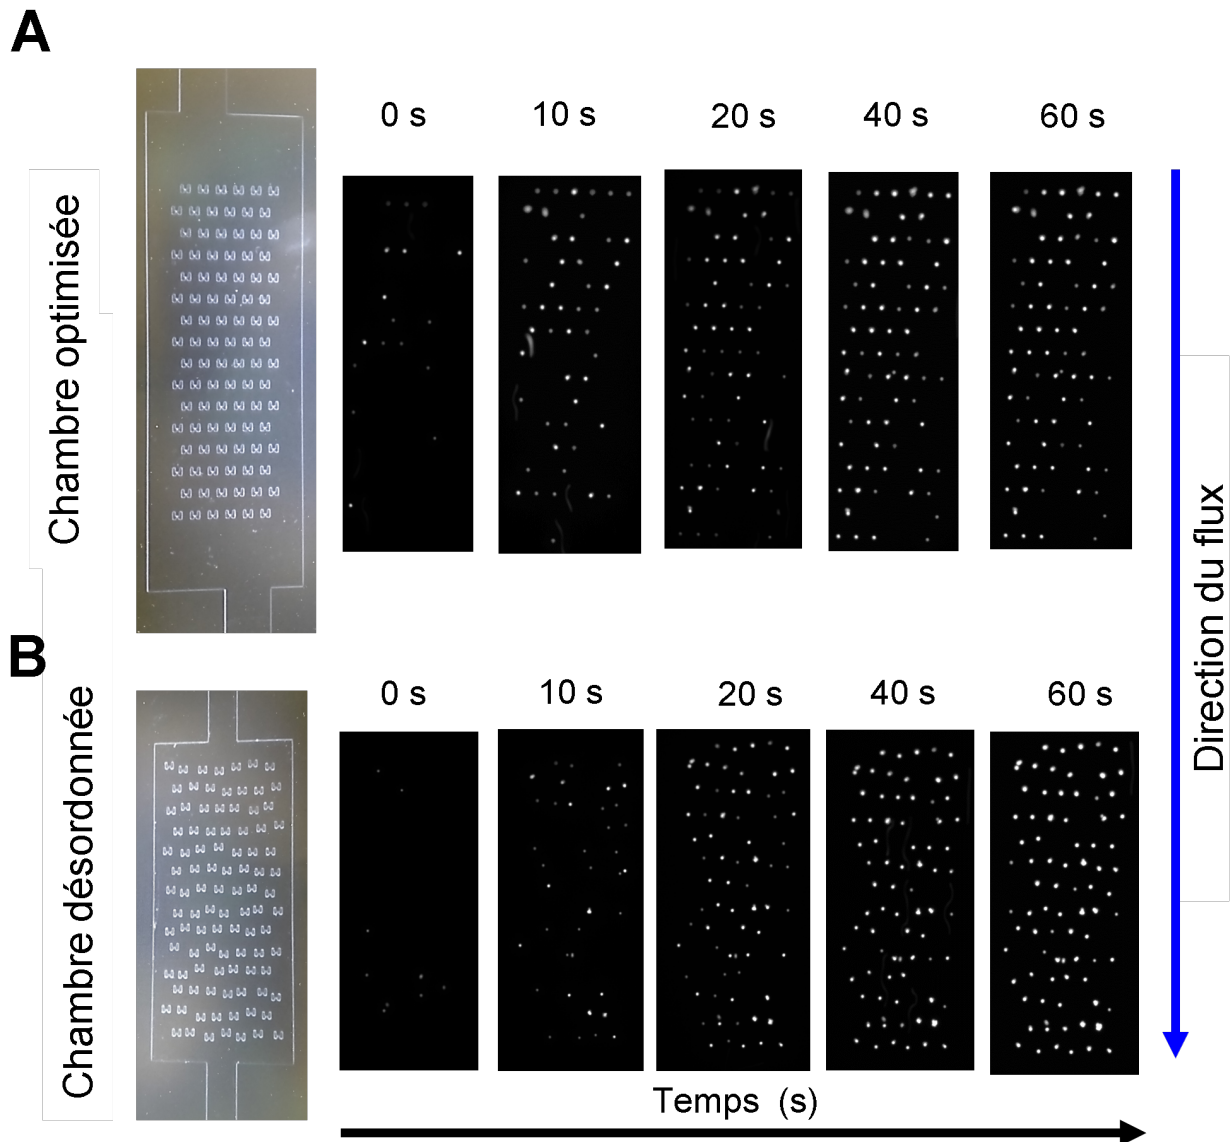 A
0 s
10 s
20 s
40 s
60 s
Chambre optimisée
Direction du flux
B
0 s
10 s
20 s
40 s
60 s
Chambre désordonnée
Temps (s)